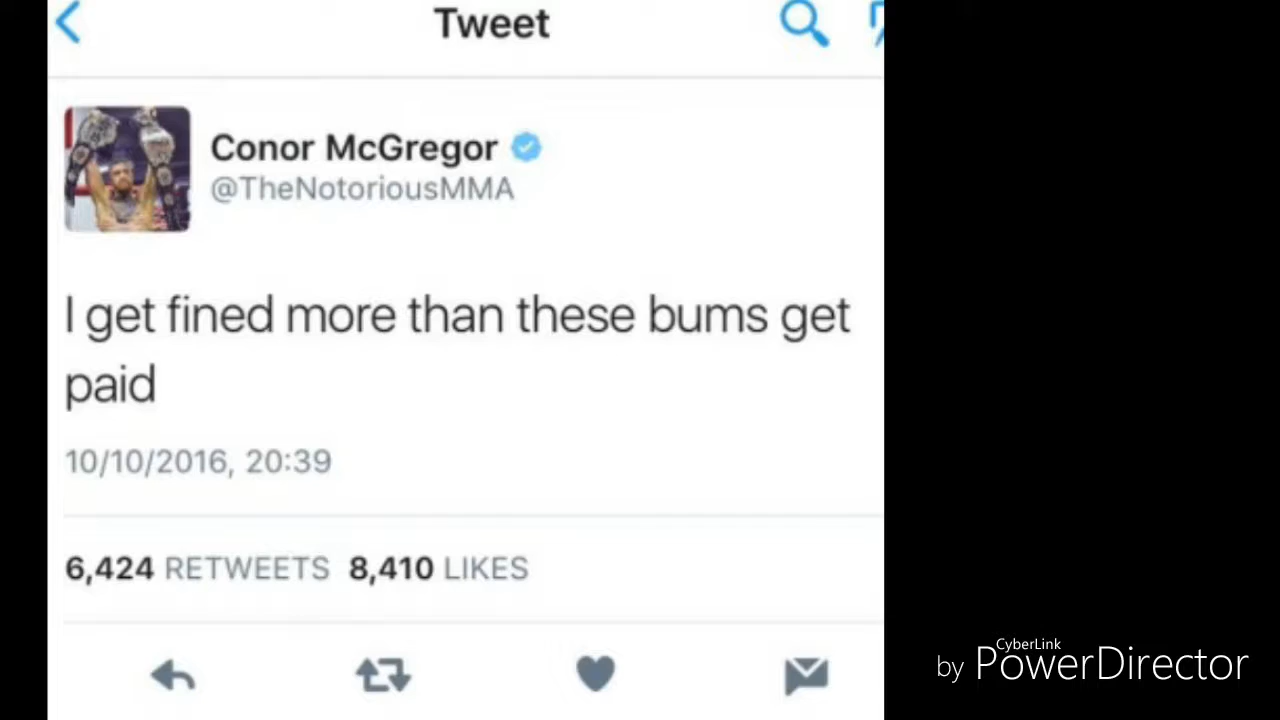 Tweet
Conor McGregor
@TheNotoriousMMA
I get fined more than these bums get
paid
10/10/2016, 20:39
6,424 RETWEETS 8,410 LIKES
CyberLink
by PowerDirector